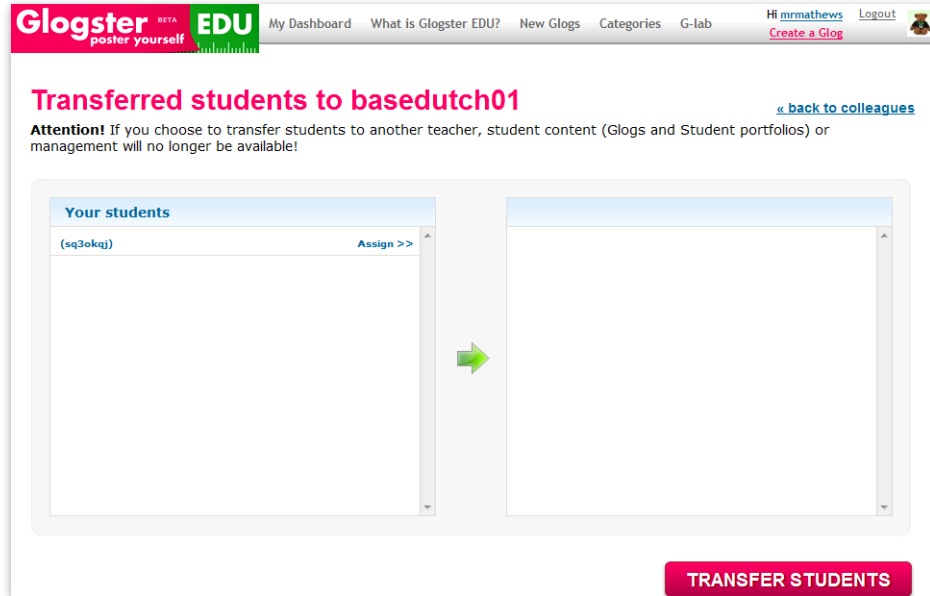 Glogster BETA EDU
poster yourself
My Dashboard What is Glogster EDU? New Glogs Categories G-lab
Hi mrmathews Logout
Create a Glog
Transferred students to basedutch01
« back to colleagues
Attention! If you choose to transfer students to another teacher, student content (Glogs and Student portfolios) or
management will no longer be available!
Your students
(sq3okqj) Assign >>
TRANSFER STUDENTS